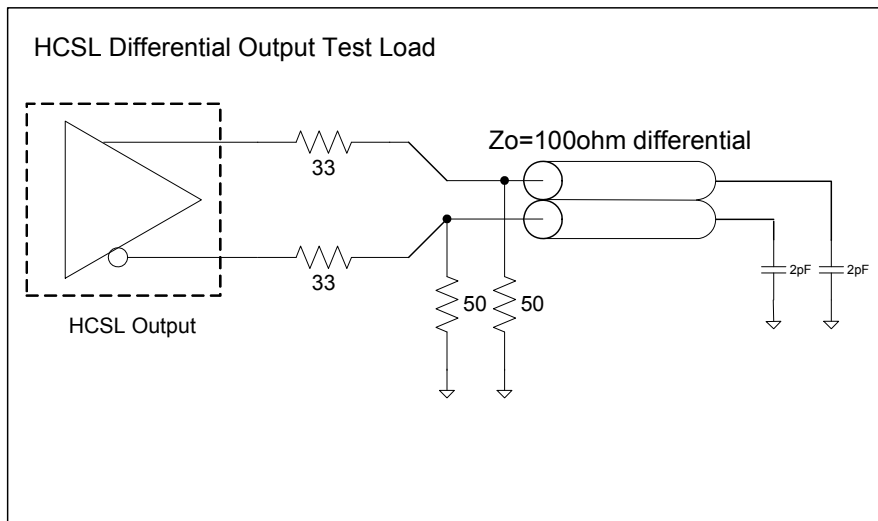 HCSL Differential Output Test Load
33
Zo=100ohm differential
33
2pF
2pF
50
50
HCSL Output